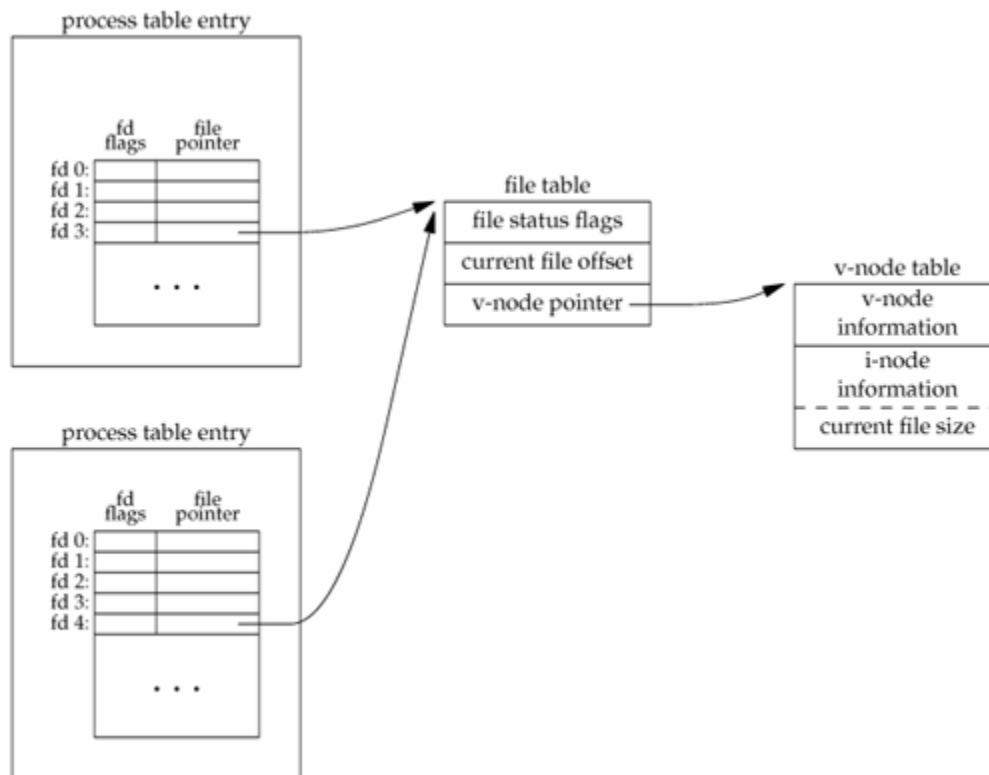 process table entry
fd file
flags pointer
fd 0:
fd 1:
fd 2:
fd 3:
. . .
file table
file status flags
current file offset
v-node pointer
v-node table
v-node
information
i-node
information
current file size
process table entry
fd file
flags pointer
fd 0:
fd 1:
fd 2:
fd 3:
fd 4:
. . .